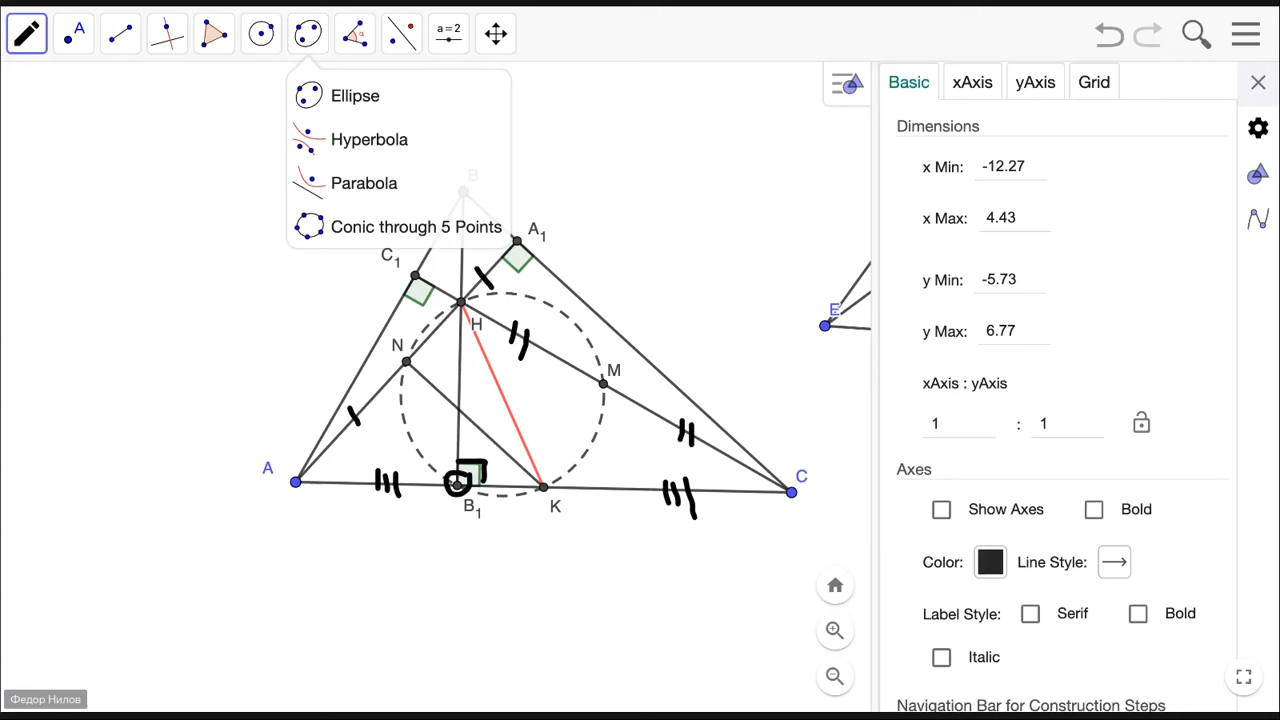 A
α
a=2
Ellipse
Hyperbola
Parabola
Conic through 5 Points
B
A1
C1
H
N
M
A
B1
K
C
E
Basic
xAxis
yAxis
Grid
Dimensions
x Min: -12.27
x Max: 4.43
y Min: -5.73
y Max: 6.77
xAxis : yAxis
1 : 1
Axes
Show Axes Bold
Color: Line Style:
Label Style: Serif Bold
Italic
Navigation Bar for Construction Steps
Федор Нилов